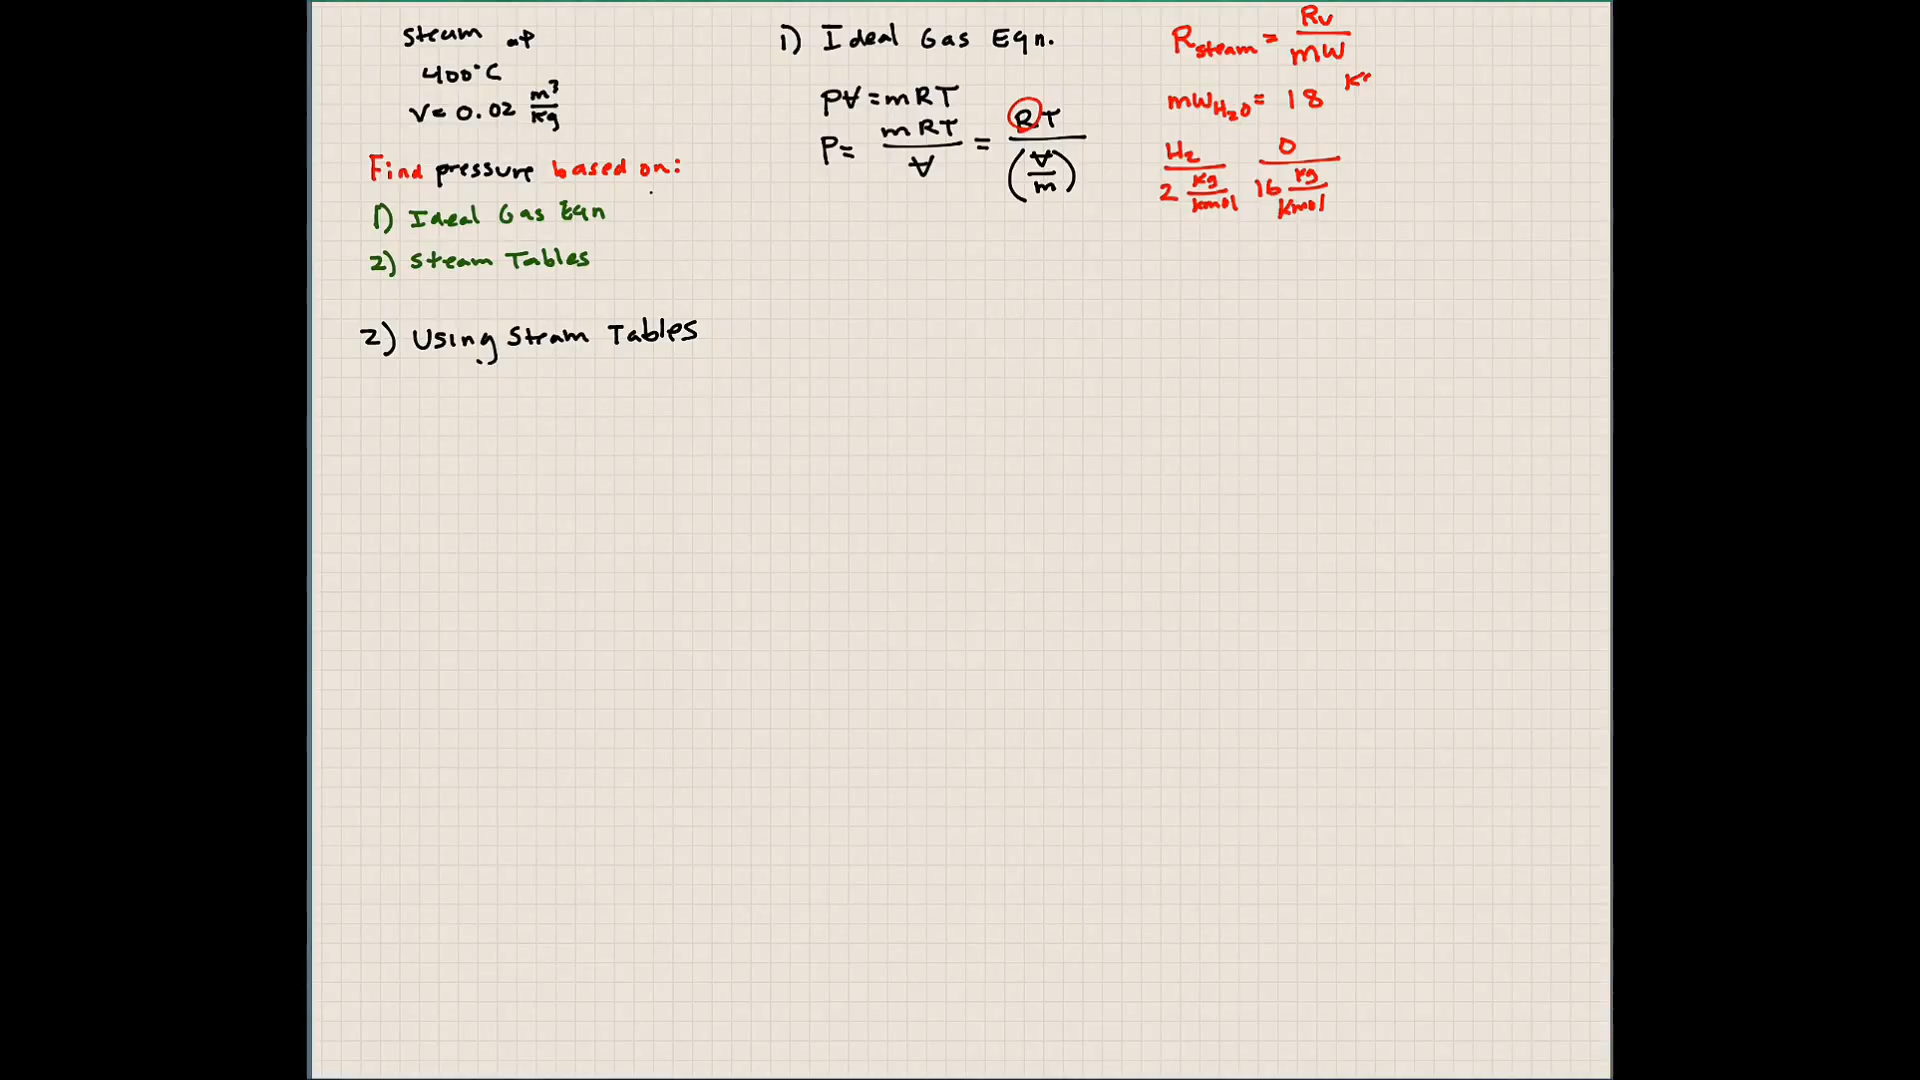 steam at
400°C
v = 0.02 m³/kg
Find pressure based on:
1) Ideal Gas Eqn
2) Steam Tables
2) Using Steam Tables
1) Ideal Gas Eqn.
PV = mRT
P = mRT/V = RT/(V/m)
Rsteam = Ru/MW
MWH₂O = 18
H₂ O
2 kg/kmol 16 kg/kmol